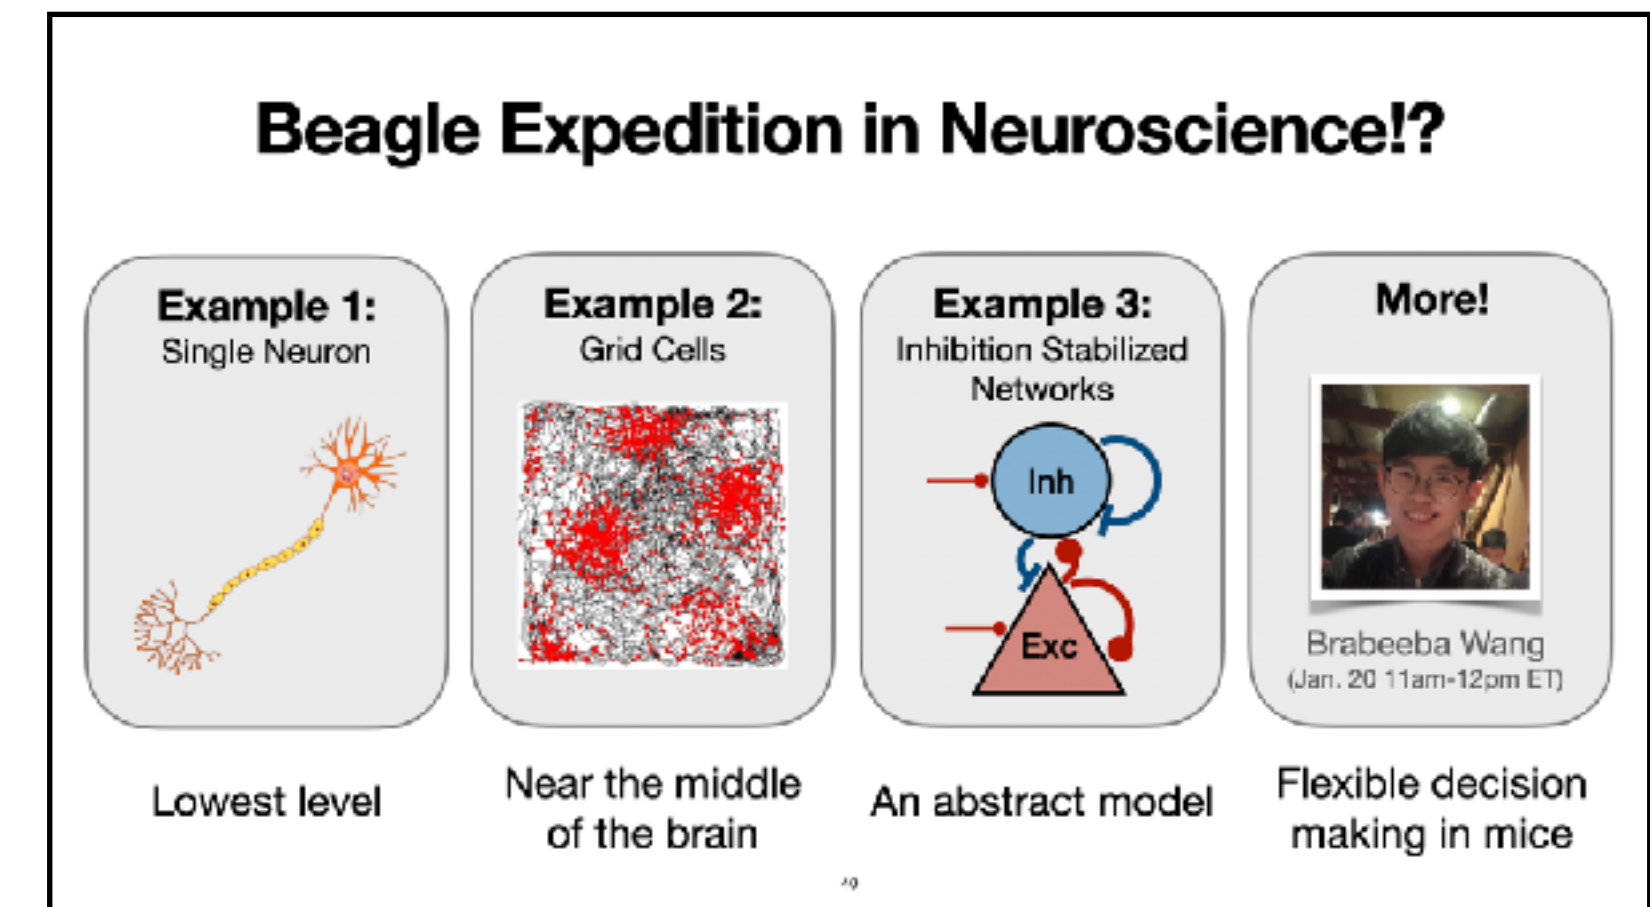 Beagle Expedition in Neuroscience!?
Example 1:
Single Neuron
Lowest level
Example 2:
Grid Cells
Near the middle
of the brain
Example 3:
Inhibition Stabilized
Networks
Inh
Exc
An abstract model
More!
Brabeeba Wang
(Jan. 20 11am-12pm ET)
Flexible decision
making in mice